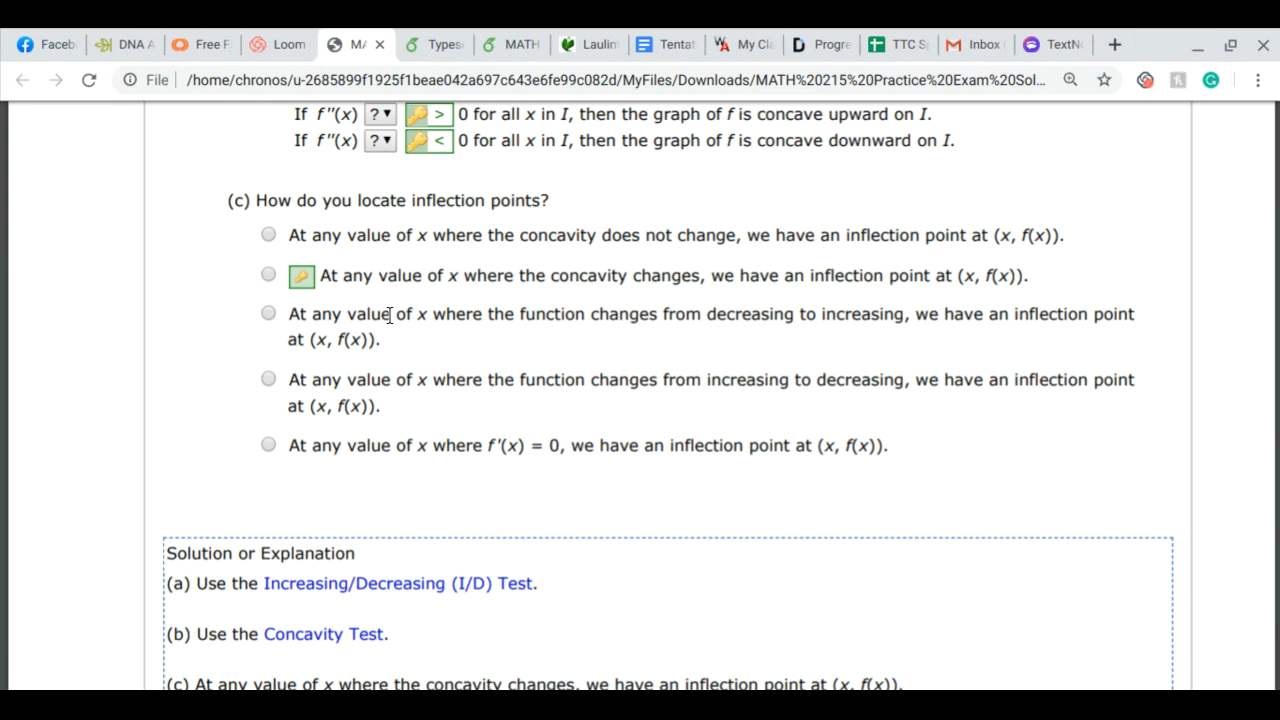 Faceb
DNA A
Free F
Loom
MA
Types
MATH
Laulim
Tentat
My Cla
Progre
TTC S
Inbox
TextN
File /home/chronos/u-2685899f1925f1beae042a697c643e6fe99c082d/MyFiles/Downloads/MATH%20215%20Practice%20Exam%20Sol...
If f''(x) ? > 0 for all x in I, then the graph of f is concave upward on I.
If f''(x) ? < 0 for all x in I, then the graph of f is concave downward on I.
(c) How do you locate inflection points?
At any value of x where the concavity does not change, we have an inflection point at (x, f(x)).
At any value of x where the concavity changes, we have an inflection point at (x, f(x)).
At any value of x where the function changes from decreasing to increasing, we have an inflection point
at (x, f(x)).
At any value of x where the function changes from increasing to decreasing, we have an inflection point
at (x, f(x)).
At any value of x where f'(x) = 0, we have an inflection point at (x, f(x)).
Solution or Explanation
(a) Use the Increasing/Decreasing (I/D) Test.
(b) Use the Concavity Test.
(c) At any value of x where the concavity changes, we have an inflection point at (x, f(x)).